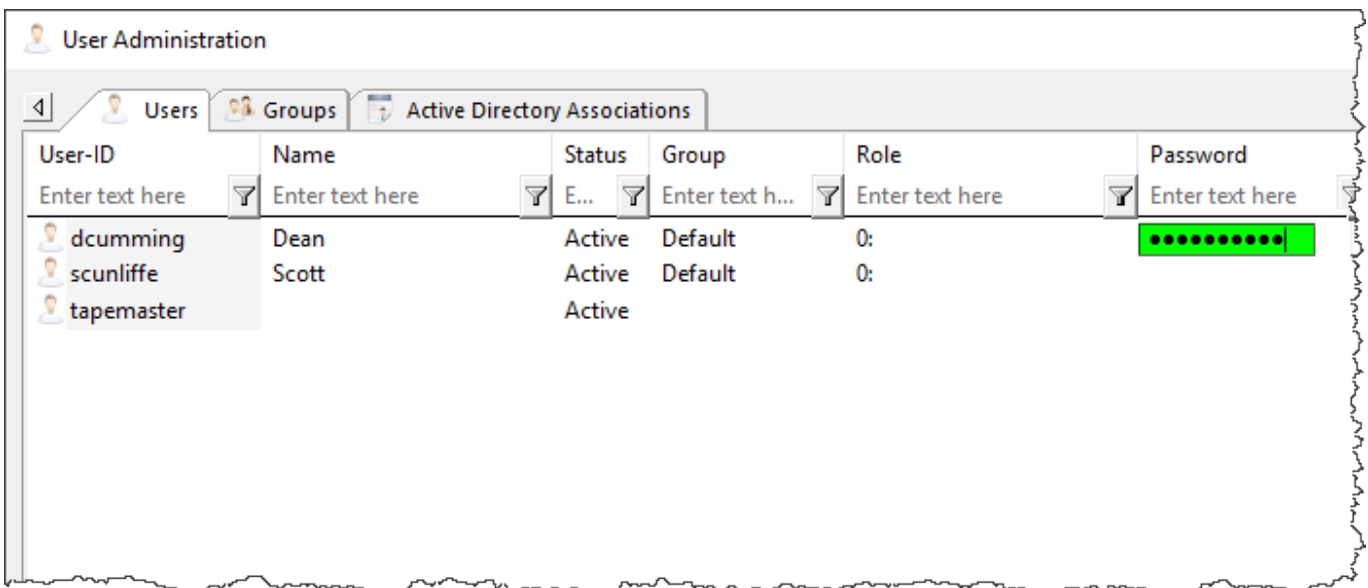 User Administration
Users Groups Active Directory Associations
User-ID Name Status Group Role Password
Enter text here Enter text here E... Enter text h... Enter text here Enter text here
dcumming Dean Active Default 0: ●●●●●●●●●●
scunliffe Scott Active Default 0:
tapemaster Active